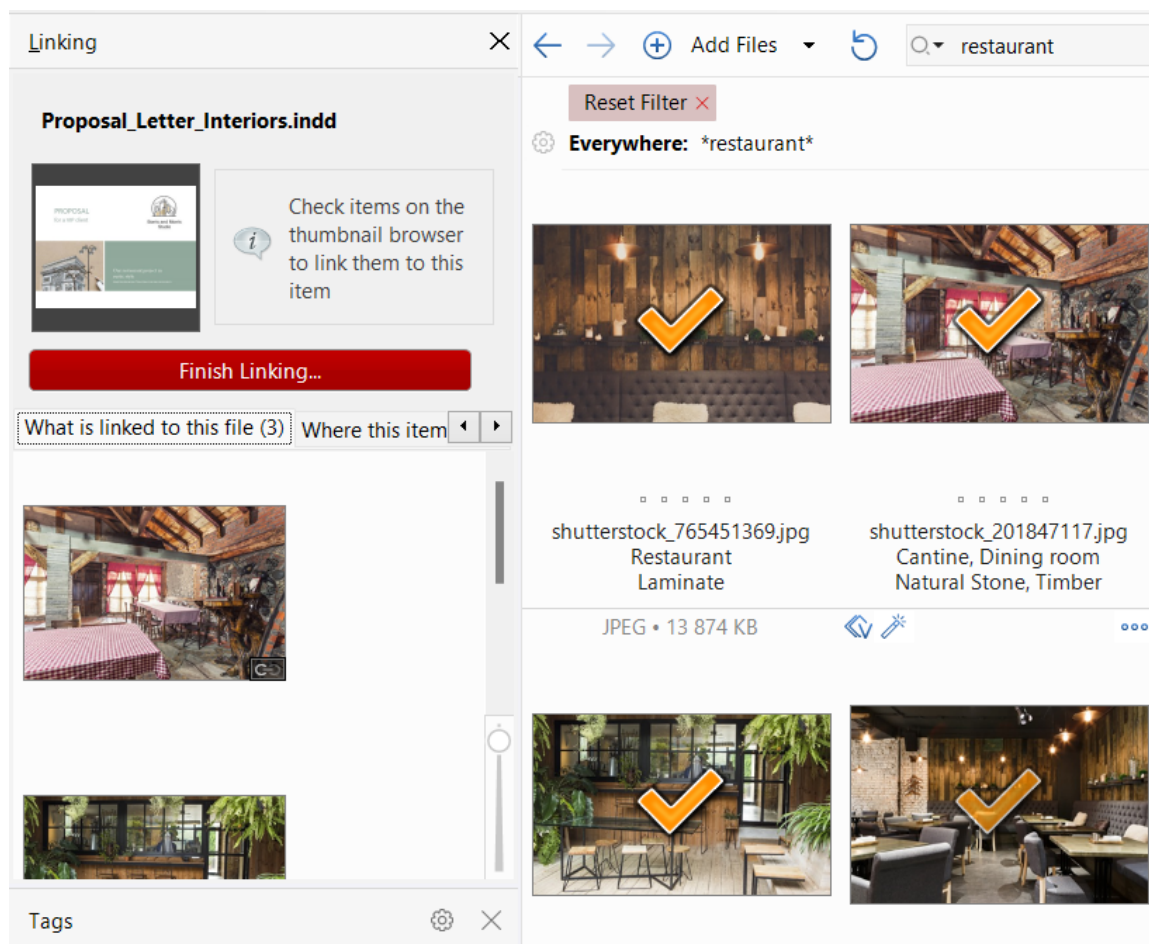 Linking
Proposal_Letter_Interiors.indd
PROPOSAL
Check items on the
thumbnail browser
to link them to this
item
Finish Linking...
What is linked to this file (3)
Where this item
Tags
Add Files
restaurant
Reset Filter
Everywhere: *restaurant*
shutterstock_765451369.jpg
Restaurant
Laminate
shutterstock_201847117.jpg
Cantine, Dining room
Natural Stone, Timber
JPEG • 13 874 KB